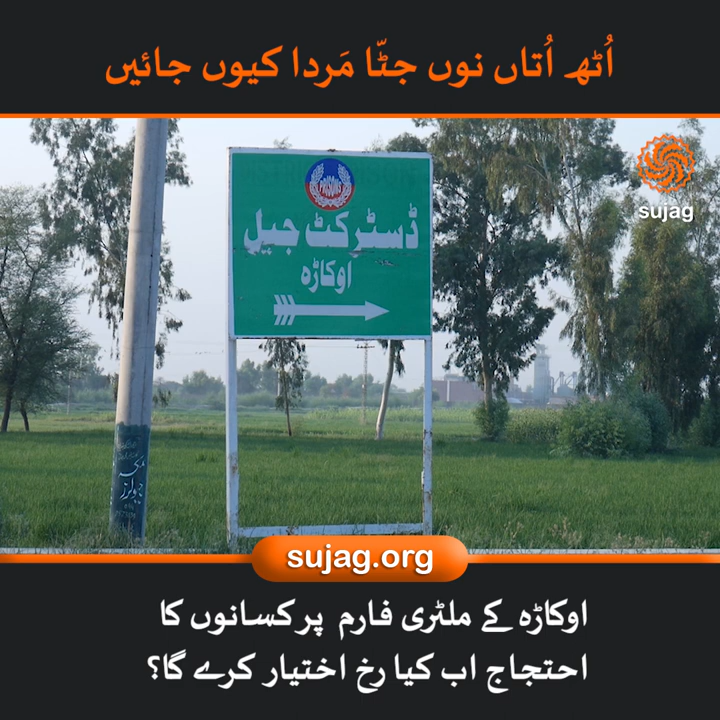 اُٹھ اُتاں نوں جٹّا مَردا کیوں جائیں
sujag
PRISONS
ڈسٹرکٹ جیل
اوکاڑہ
sujag.org
اوکاڑہ کے ملٹری فارم پر کسانوں کا
احتجاج اب کیا رخ اختیار کرے گا؟